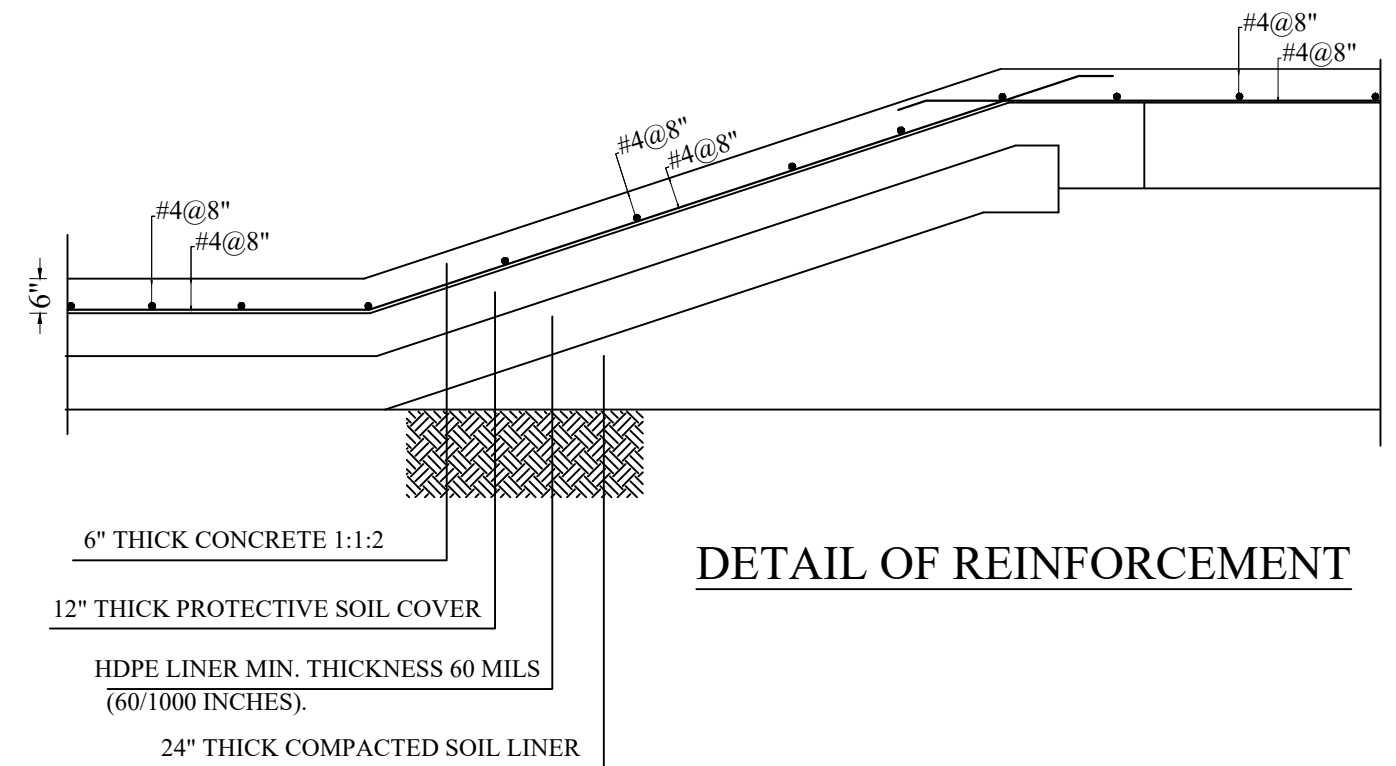 #4@8"
#4@8"
#4@8"
#4@8"
#4@8"
#4@8"
6"
6" THICK CONCRETE 1:1:2
DETAIL OF REINFORCEMENT
12" THICK PROTECTIVE SOIL COVER
HDPE LINER MIN. THICKNESS 60 MILS
(60/1000 INCHES).
24" THICK COMPACTED SOIL LINER